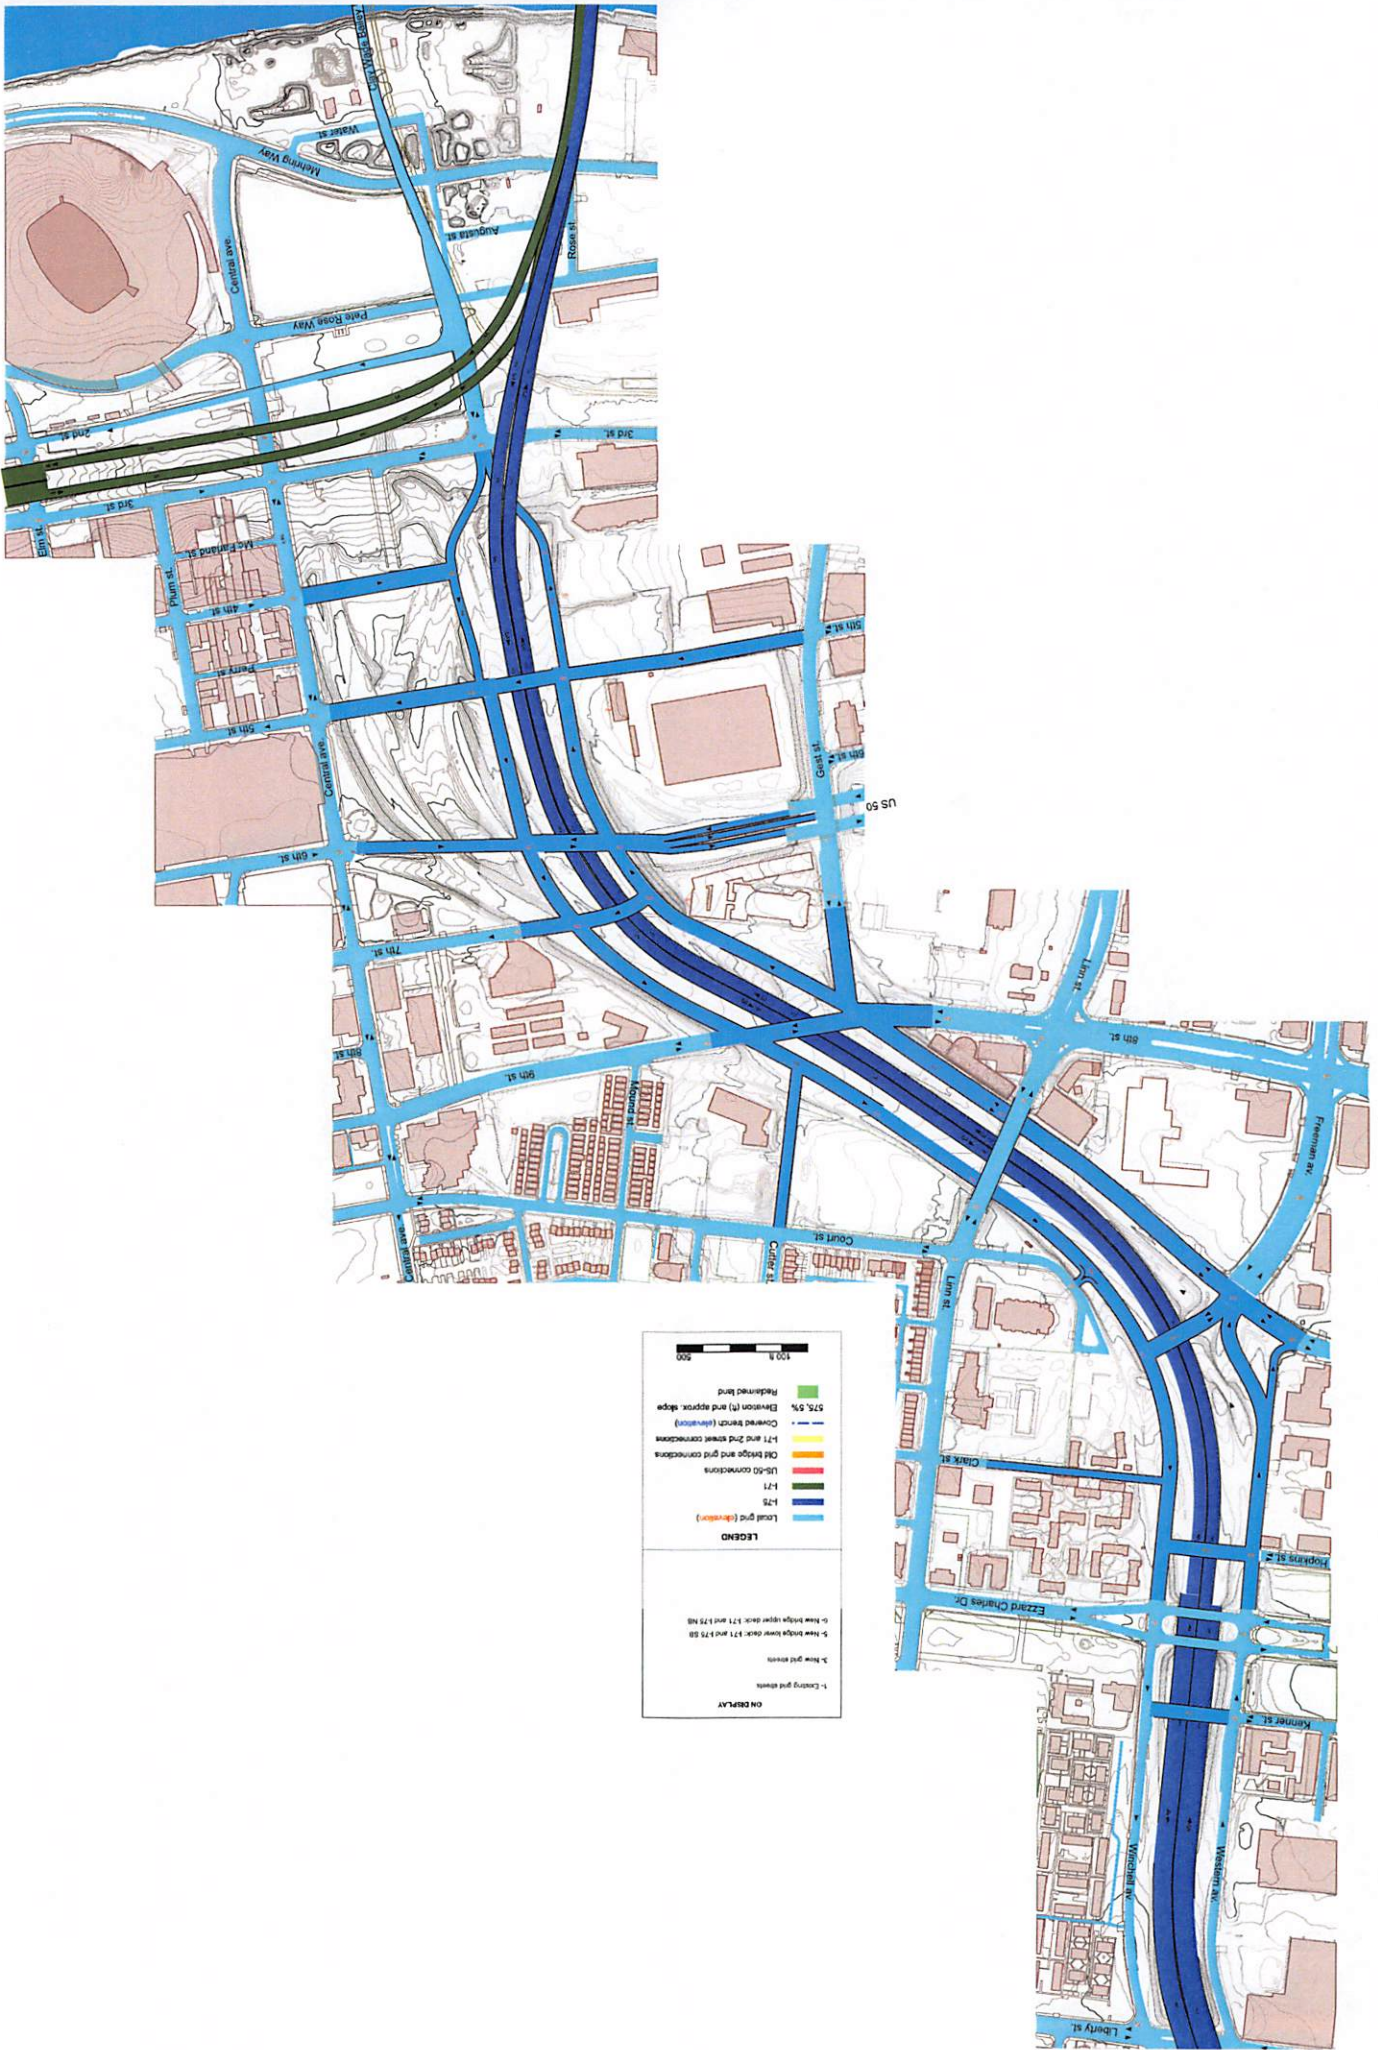 Liberty st.
Western av.
Winchell av.
Kenner st.
Ezzard Charles Dr.
Hopkins st.
Clark st.
Linn st.
Freeman av.
Court st.
Cutter st.
Central ave.
8th st.
Linn st.
Mound st.
9th st.
8th st.
7th st.
US 50
6th st.
Gest st.
6th st.
Central ave.
5th st.
5th st.
Perry st.
4th st.
Plum st.
Mc Farland st.
Elm st.
3rd st.
3rd st.
2nd st.
Pete Rose Way
Rose st.
Central ave.
Augusta st.
Mehring Way
Water st.
ON DISPLAY
1- Existing grid streets
3- New grid streets
5- New bridge lower deck: I-71 and I-75 SB
6- New bridge upper deck: I-71 and I-75 NB
LEGEND
Local grid (elevation)
I-75
I-71
US-50 connections
Old bridge and grid connections
I-71 and 2nd street connections
Covered trench (elevation)
575, 5% Elevation (ft) and approx. slope
Reclaimed land
100 ft 500